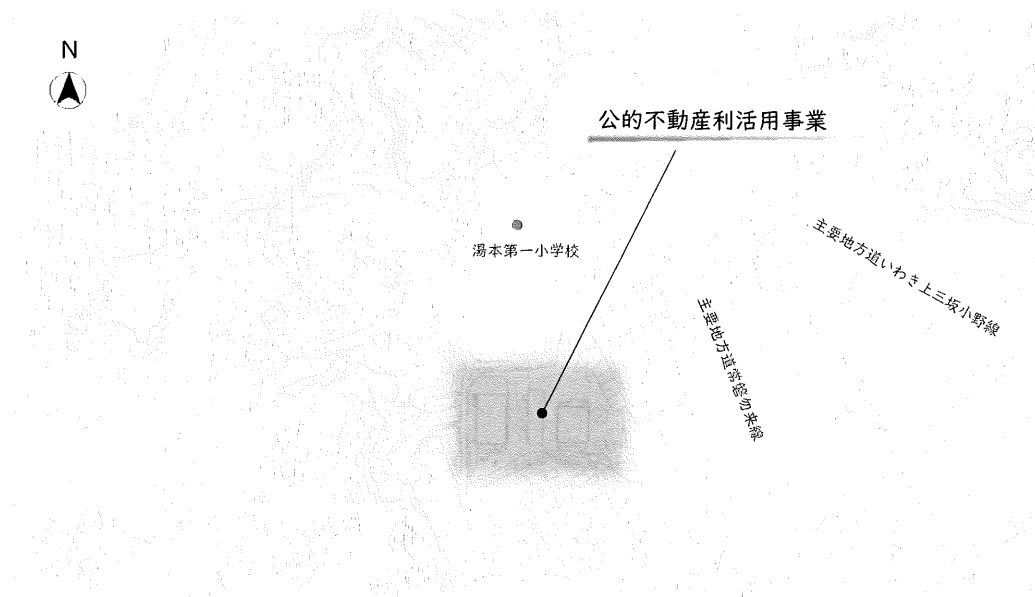 N
公的不動産利活用事業
湯本第一小学校
主要地方道いわき上三坂小野線
主要地方道常磐勿来線